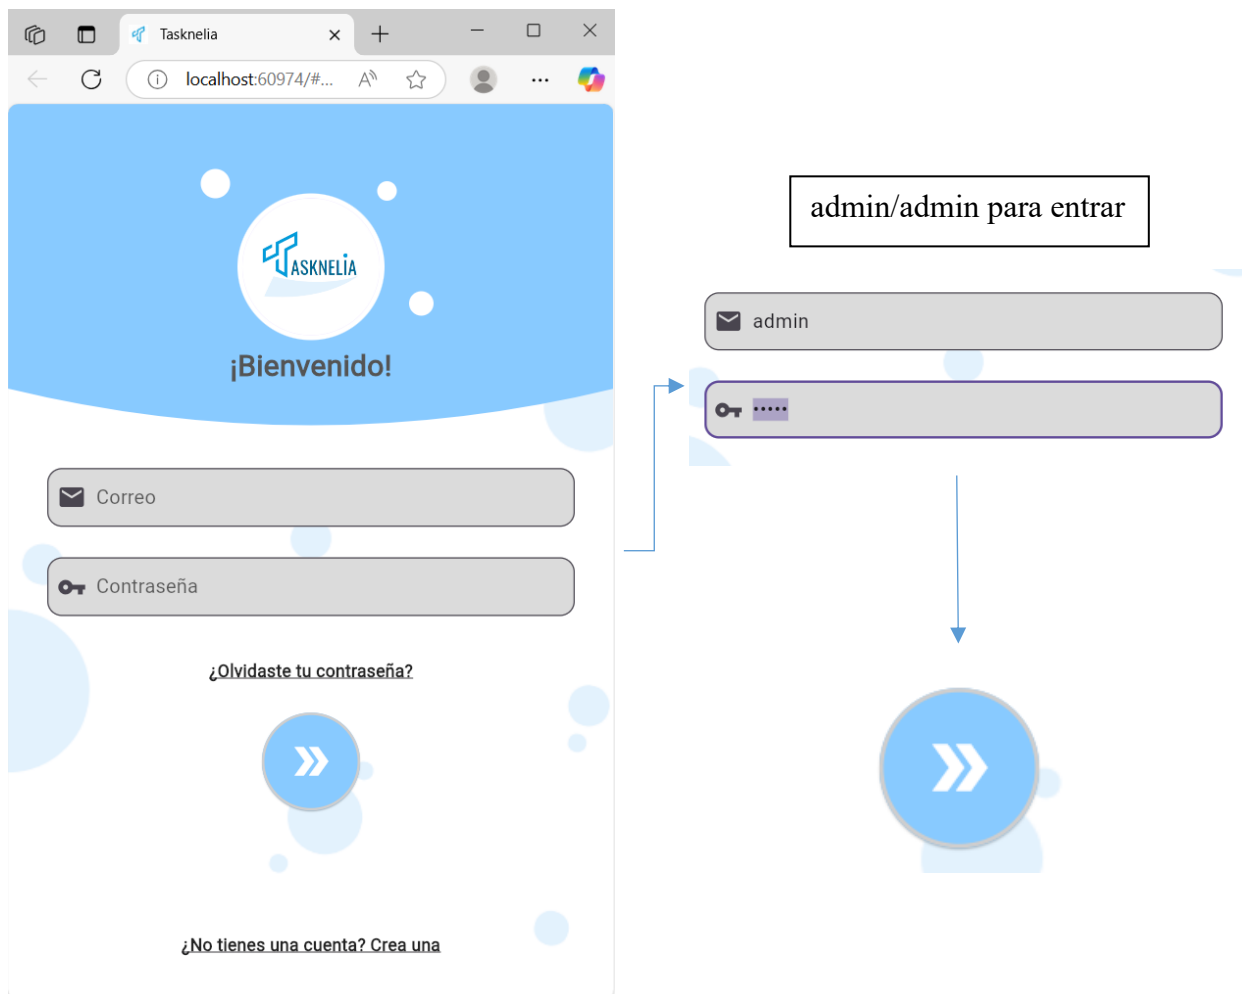 Tasknelia
localhost:60974/#...
TASKNELIA
¡Bienvenido!
Correo
Contraseña
¿Olvidaste tu contraseña?
¿No tienes una cuenta? Crea una
admin/admin para entrar
admin
•••••